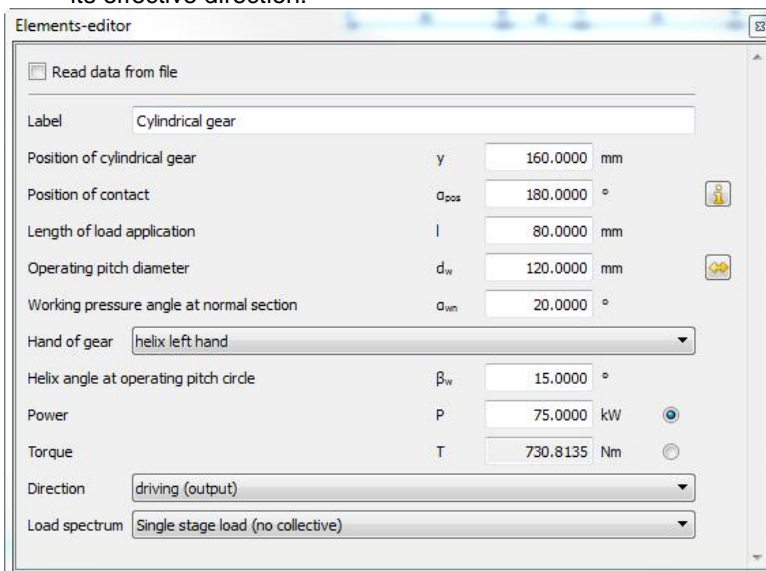 its effective direction.
Elements-editor
Read data from file
Label Cylindrical gear
Position of cylindrical gear y 160.0000 mm
Position of contact αpos 180.0000 °
Length of load application l 80.0000 mm
Operating pitch diameter dw 120.0000 mm
Working pressure angle at normal section αwn 20.0000 °
Hand of gear helix left hand
Helix angle at operating pitch circle βw 15.0000 °
Power P 75.0000 kW
Torque T 730.8135 Nm
Direction driving (output)
Load spectrum Single stage load (no collective)